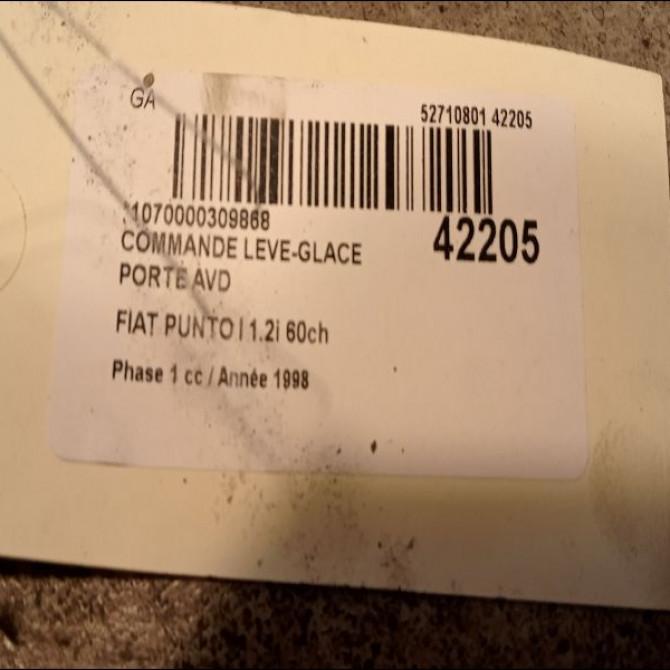 GA
52710801 42205
11070000309868
42205
COMMANDE LEVE-GLACE
PORTE AVD
FIAT PUNTO I 1.2i 60ch
Phase 1 cc / Année 1998